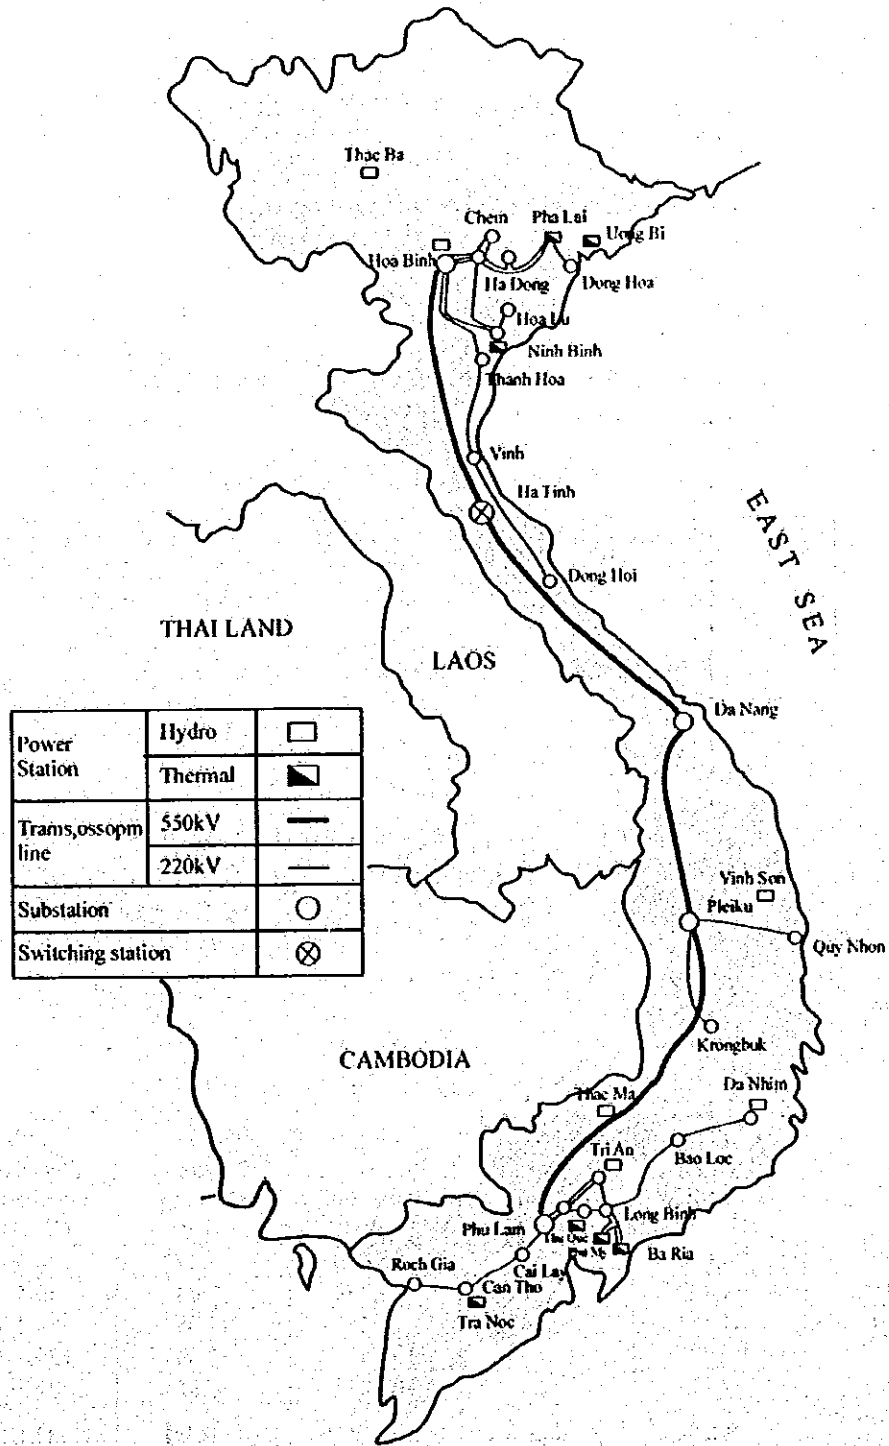 Thac Ba
Chem
Pha Lai
Uong Bi
Hoa Binh
Ha Dong
Dong Hoa
Hoa Lu
Ninh Binh
Thanh Hoa
Vinh
Ha Tinh
EAST SEA
Dong Hoi
THAI LAND
LAOS
Da Nang
Power
Station
Hydro
Thermal
Trams,ossopm
line
550kV
220kV
Substation
Switching station
Vinh Son
Pleiku
Quy Nhon
Krongbuk
CAMBODIA
Da Nhim
Thac Ma
Tri An
Bao Loc
Phu Lam
Long Binh
Ba Ria
Roch Gia
Cai Lay
Can Tho
Tra Noc